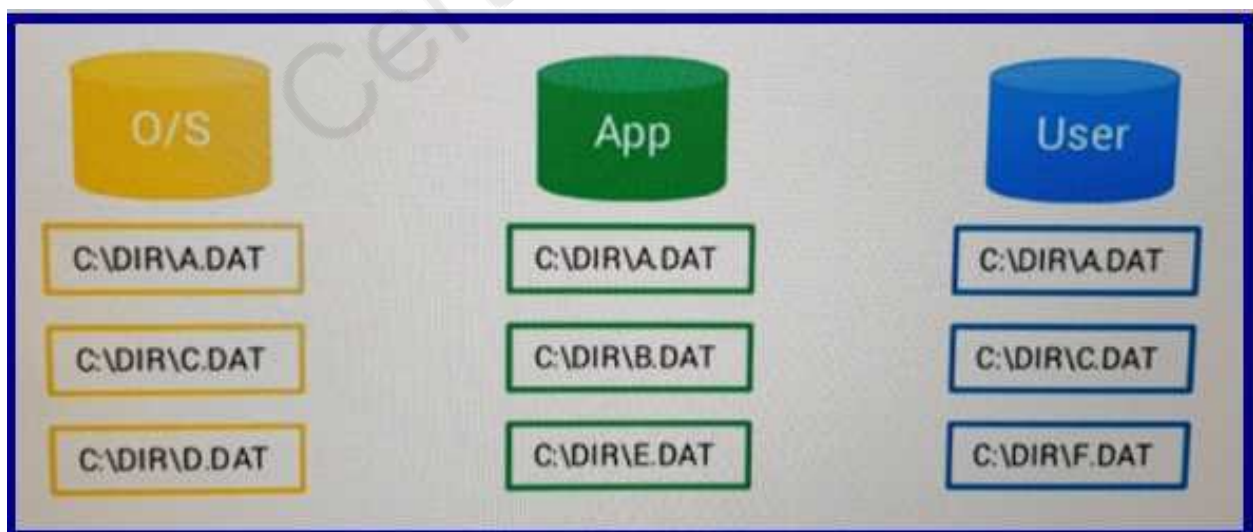 O/S App User
C:\DIR\A.DAT C:\DIR\A.DAT C:\DIR\A.DAT
C:\DIR\C.DAT C:\DIR\B.DAT C:\DIR\C.DAT
C:\DIR\D.DAT C:\DIR\E.DAT C:\DIR\F.DAT